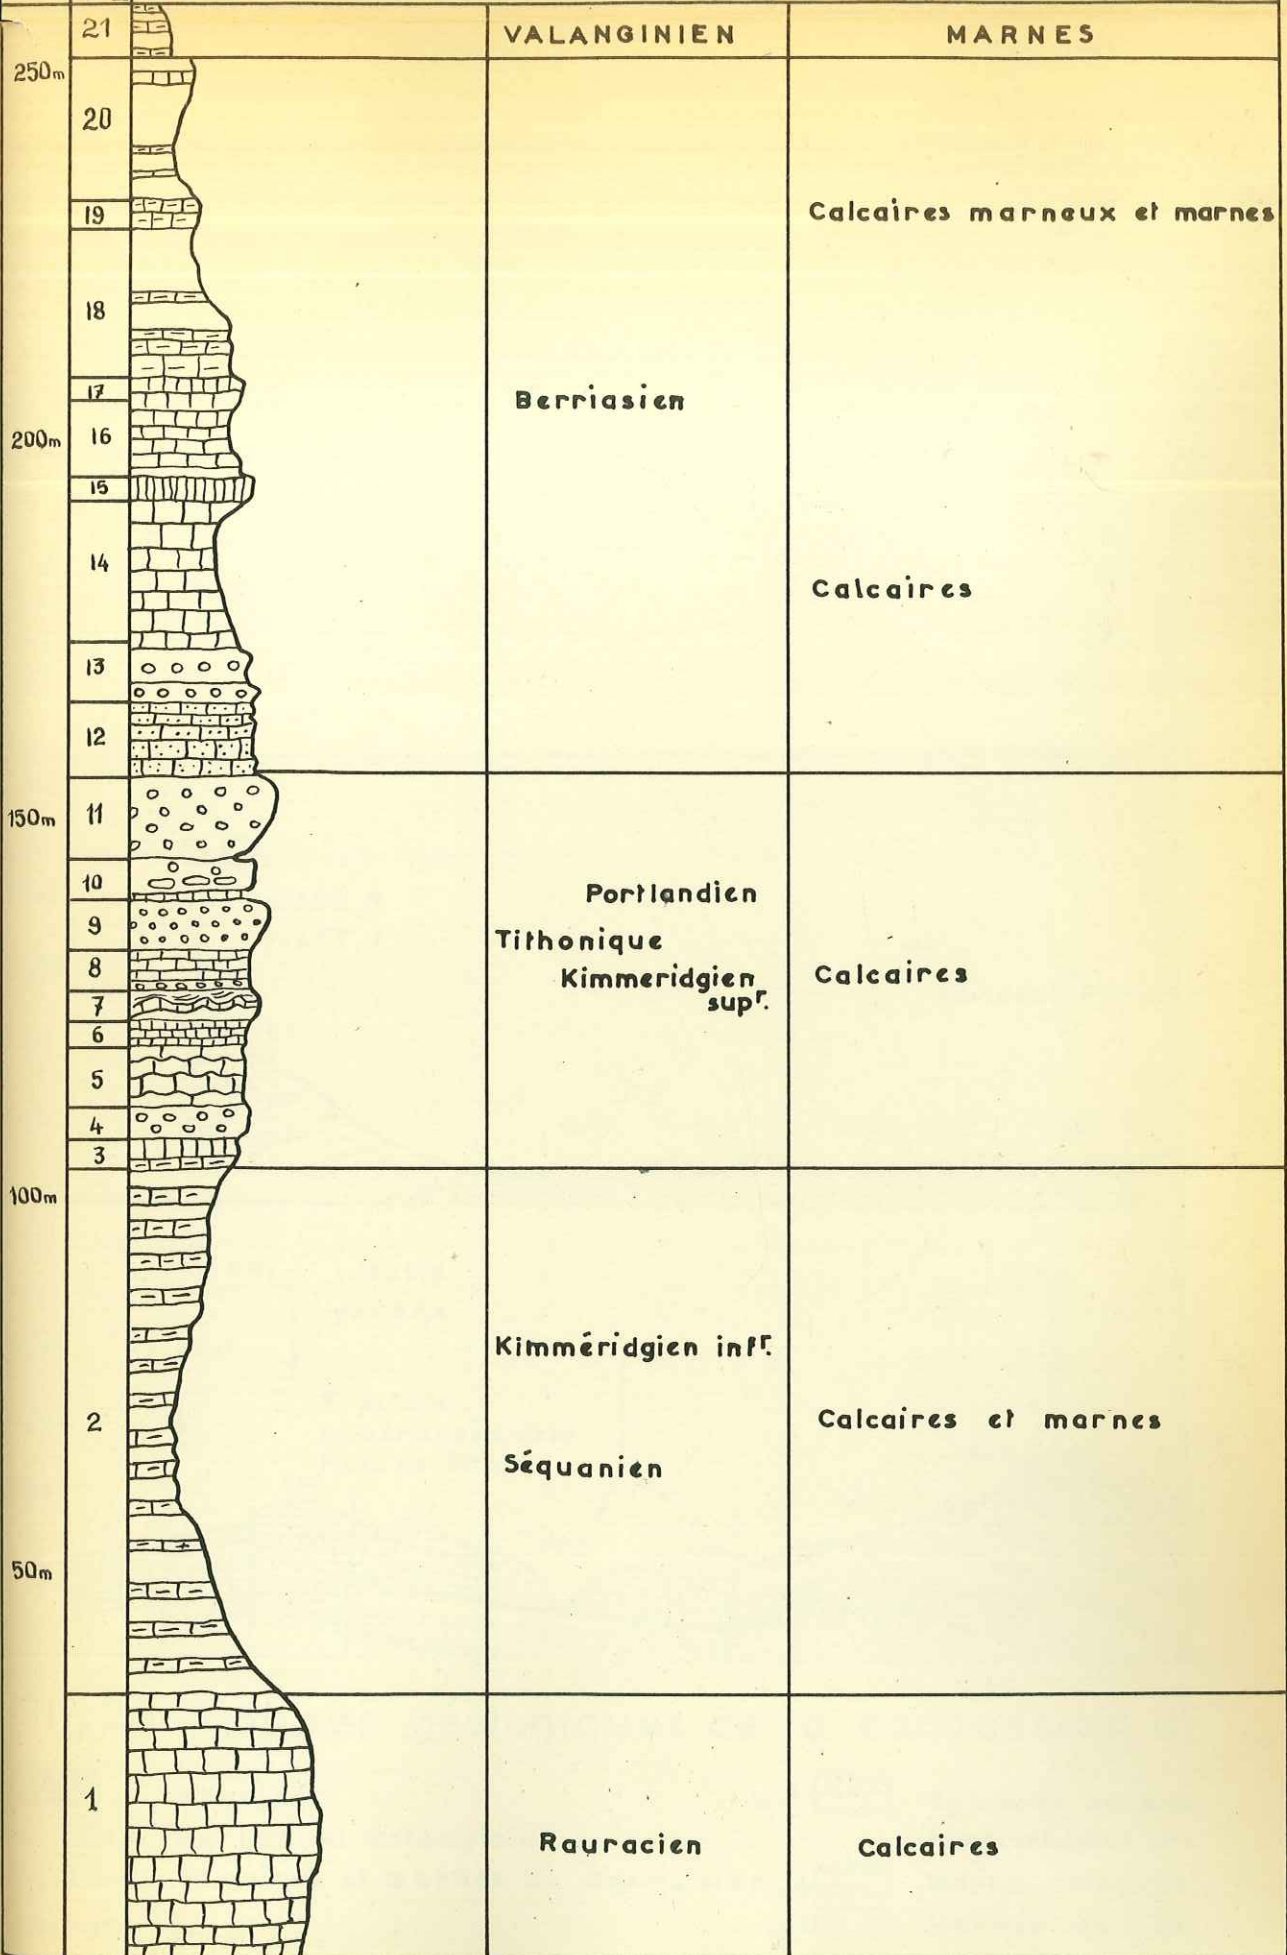 21 VALANGINIEN MARNES
250m
20
19 Calcaires marneux et marnes
18
17 Berriasien
200m 16
15
14 Calcaires
13
12
150m 11
10 Portlandien
9 Tithonique
8 Kimmeridgien Calcaires
supr.
7
6
5
4
3
100m
Kimméridgien infr.
2 Calcaires et marnes
Séquanien
50m
1
Rauracien Calcaires